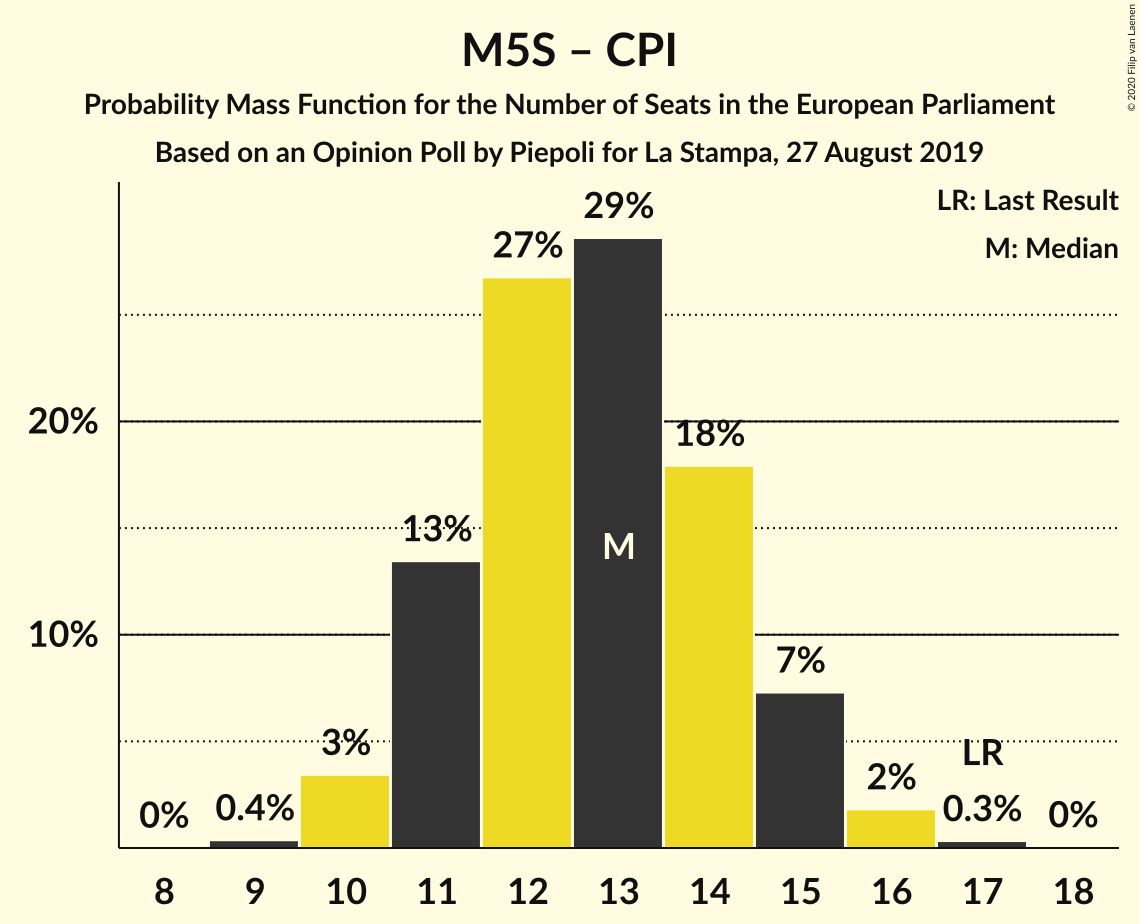 M5S – CPI
Probability Mass Function for the Number of Seats in the European Parliament
Based on an Opinion Poll by Piepoli for La Stampa, 27 August 2019
© 2020 Filip van Laenen
LR: Last Result
M: Median
20%
10%
0%
0.4%
3%
13%
27%
29%
M
18%
7%
2%
LR
0.3%
0%
8 9 10 11 12 13 14 15 16 17 18